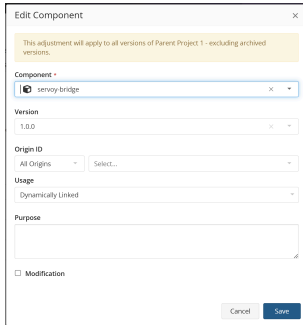 Edit Component
This adjustment will apply to all versions of Parent Project 1 - excluding archived
versions.
Component *
servoy-bridge
Version
1.0.0
Origin ID
All Origins Select...
Usage
Dynamically Linked
Purpose
Modification
Cancel Save